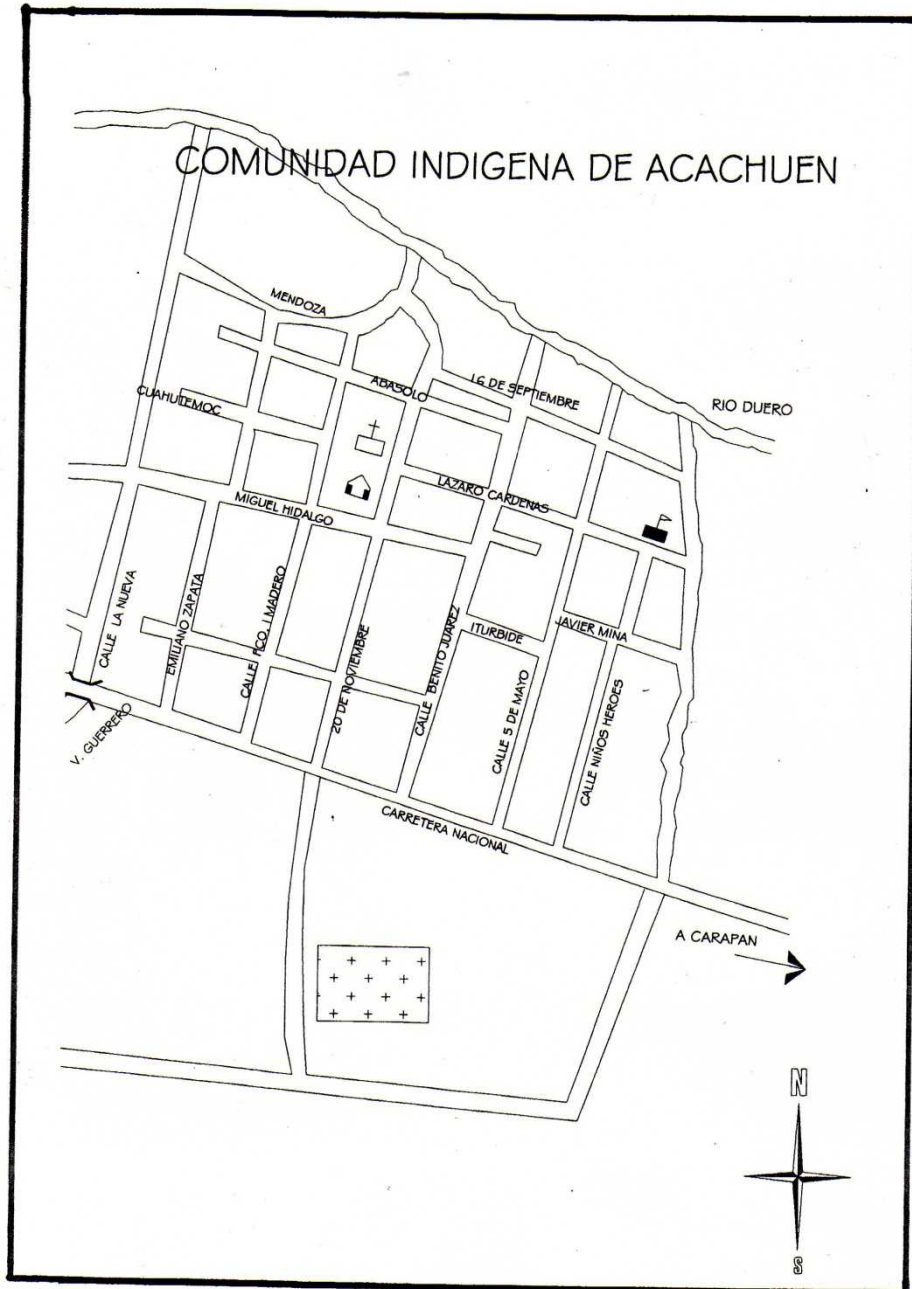 COMUNIDAD INDIGENA DE ACACHUEN
MENDOZA
ABASOLO
16 DE SEPTIEMBRE
RIO DUERO
CUAHUTEMOC
LAZARO CARDENAS
MIGUEL HIDALGO
CALLE LA NUEVA
EMILIANO ZAPATA
CALLE FCO. I MADERO
20 DE NOVIEMBRE
CALLE BENITO JUAREZ
ITURBIDE
JAVIER MINA
CALLE 5 DE MAYO
CALLE NIÑOS HEROES
V. GUERRERO
CARRETERA NACIONAL
A CARAPAN
N
S